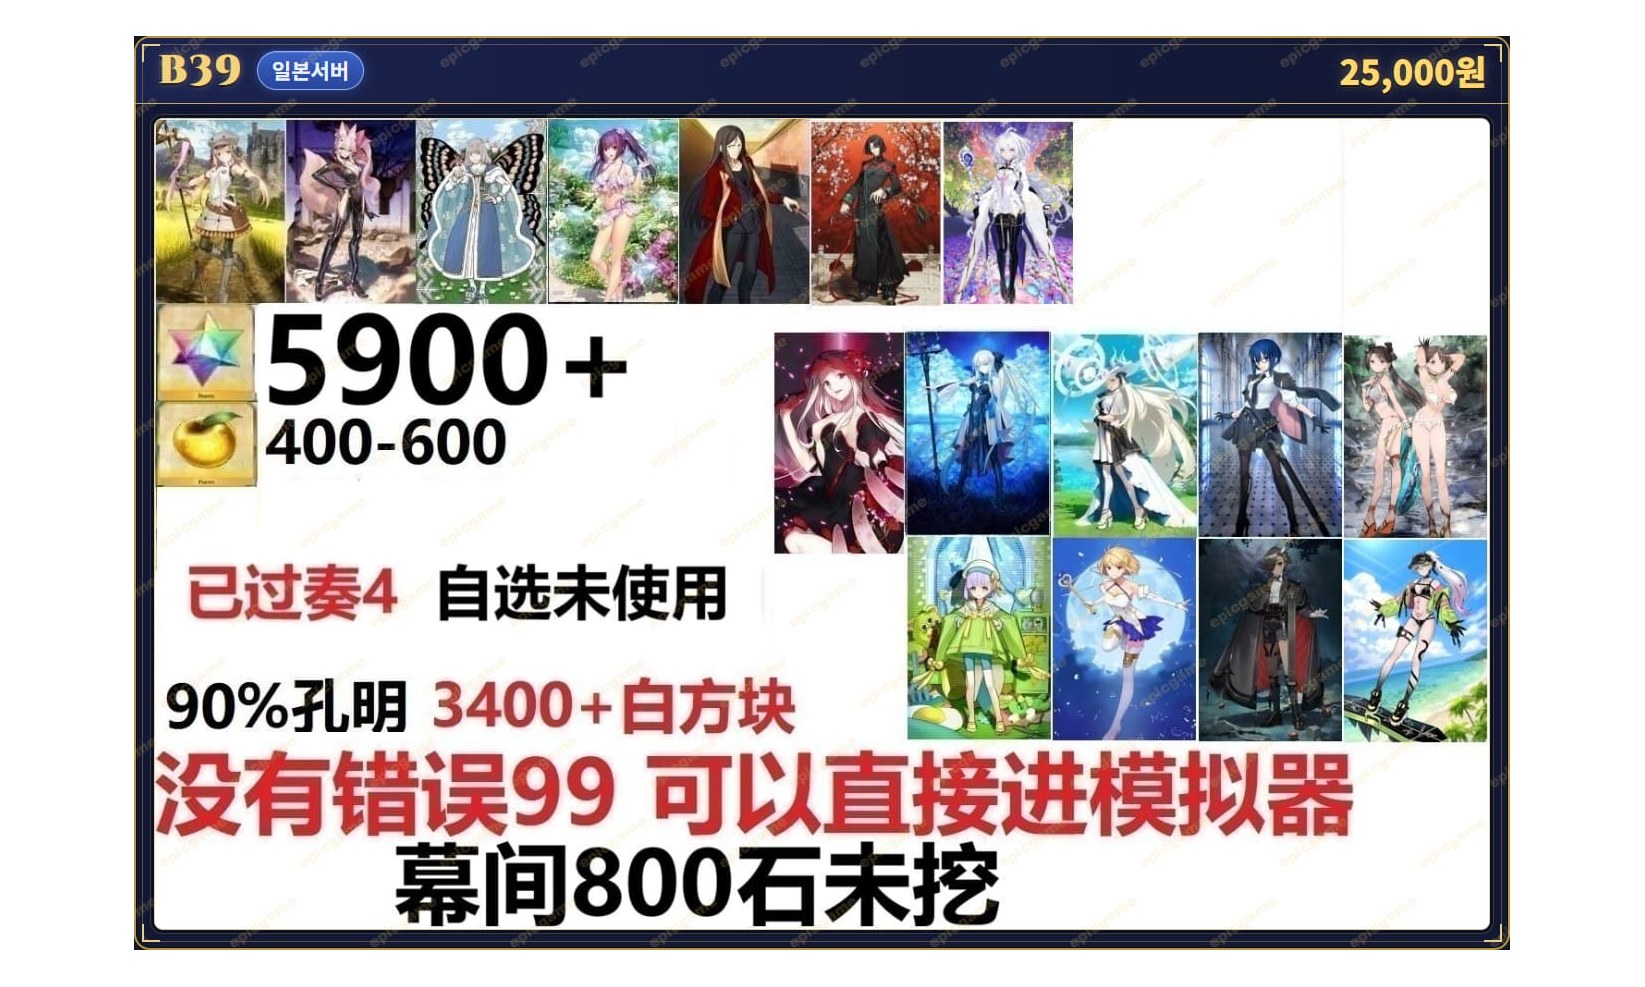 B39 일본서버 25,000원
5900+
400-600
已过奏4 自选未使用
90%孔明 3400+白方块
没有错误99 可以直接进模拟器
幕间800石未挖
epicgame